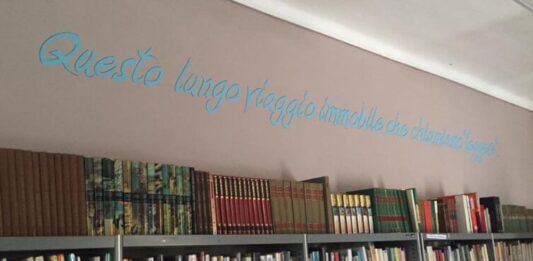 Questo lungo viaggio immobile che chiamiamo "leggere"